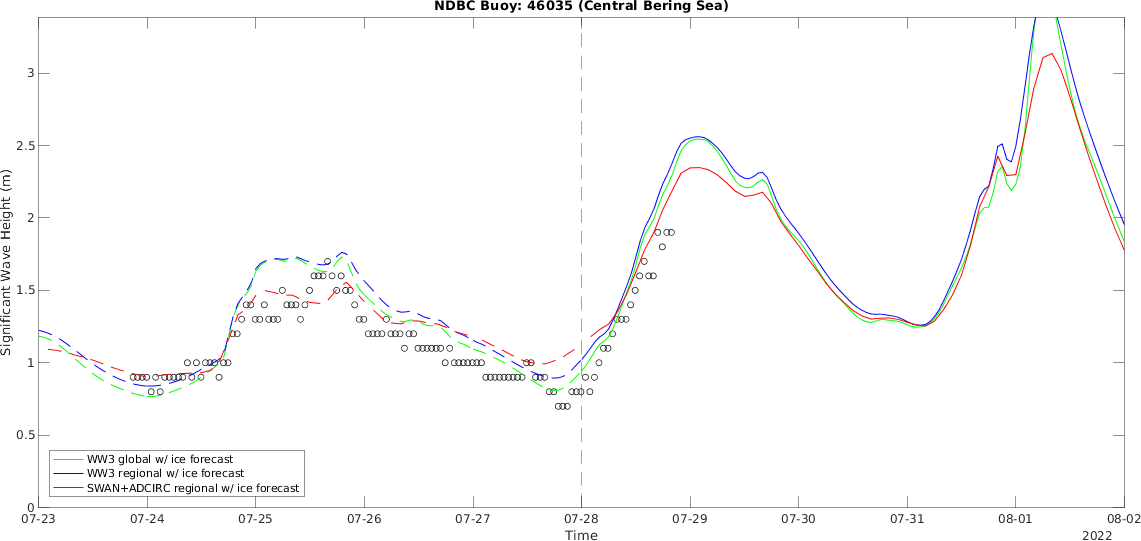 NDBC Buoy: 46035 (Central Bering Sea)
Significant Wave Height (m)
3
2.5
2
1.5
1
0.5
0
WW3 global w/ ice forecast
WW3 regional w/ ice forecast
SWAN+ADCIRC regional w/ ice forecast
07-23 07-24 07-25 07-26 07-27 07-28 07-29 07-30 07-31 08-01 08-02
Time
2022